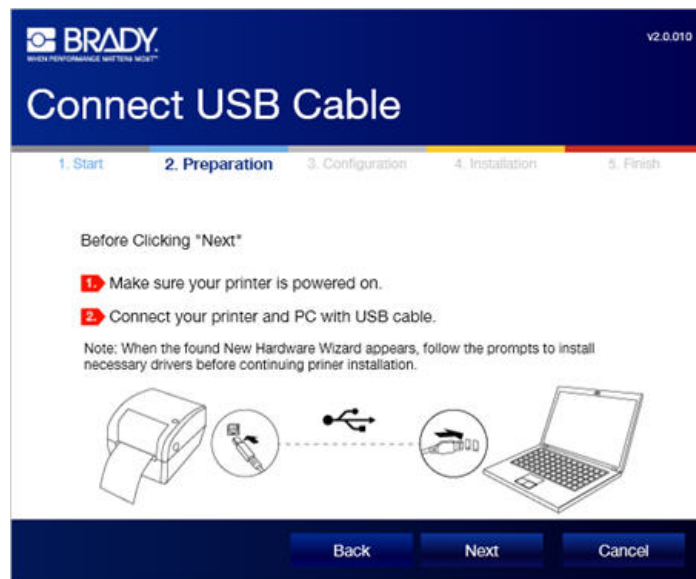 BRADY.
WHEN PERFORMANCE MATTERS MOST™
v2.0.010
Connect USB Cable
1. Start
2. Preparation
3. Configuration
4. Installation
5. Finish
Before Clicking "Next"
1. Make sure your printer is powered on.
2. Connect your printer and PC with USB cable.
Note: When the found New Hardware Wizard appears, follow the prompts to install
necessary drivers before continuing priner installation.
Back
Next
Cancel